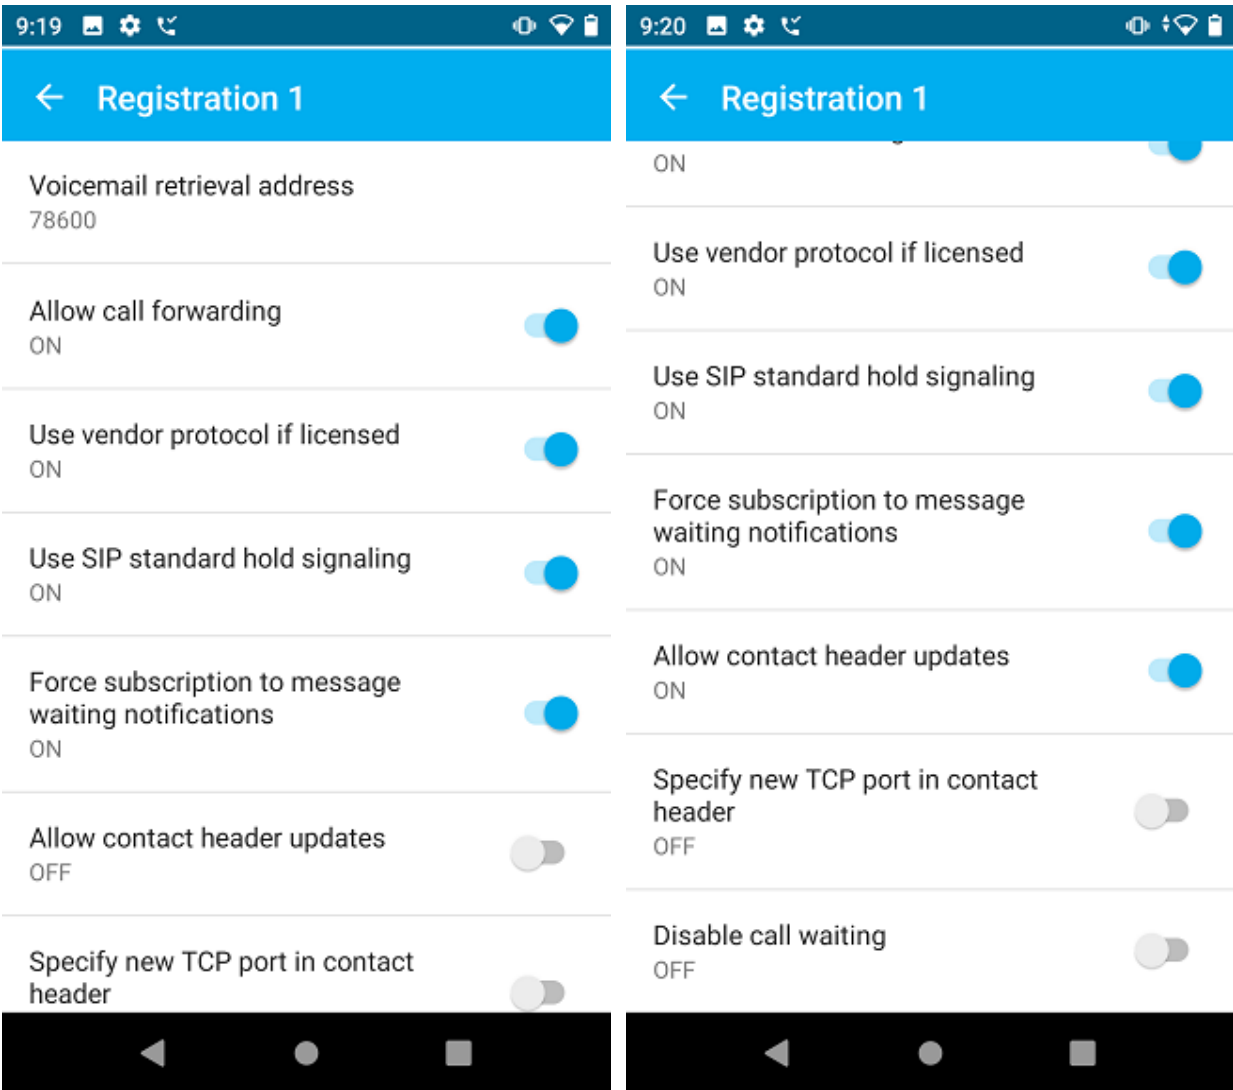 9:19
Registration 1
Voicemail retrieval address
78600
Allow call forwarding
ON
Use vendor protocol if licensed
ON
Use SIP standard hold signaling
ON
Force subscription to message
waiting notifications
ON
Allow contact header updates
OFF
Specify new TCP port in contact
header
9:20
Registration 1
ON
Use vendor protocol if licensed
ON
Use SIP standard hold signaling
ON
Force subscription to message
waiting notifications
ON
Allow contact header updates
ON
Specify new TCP port in contact
header
OFF
Disable call waiting
OFF